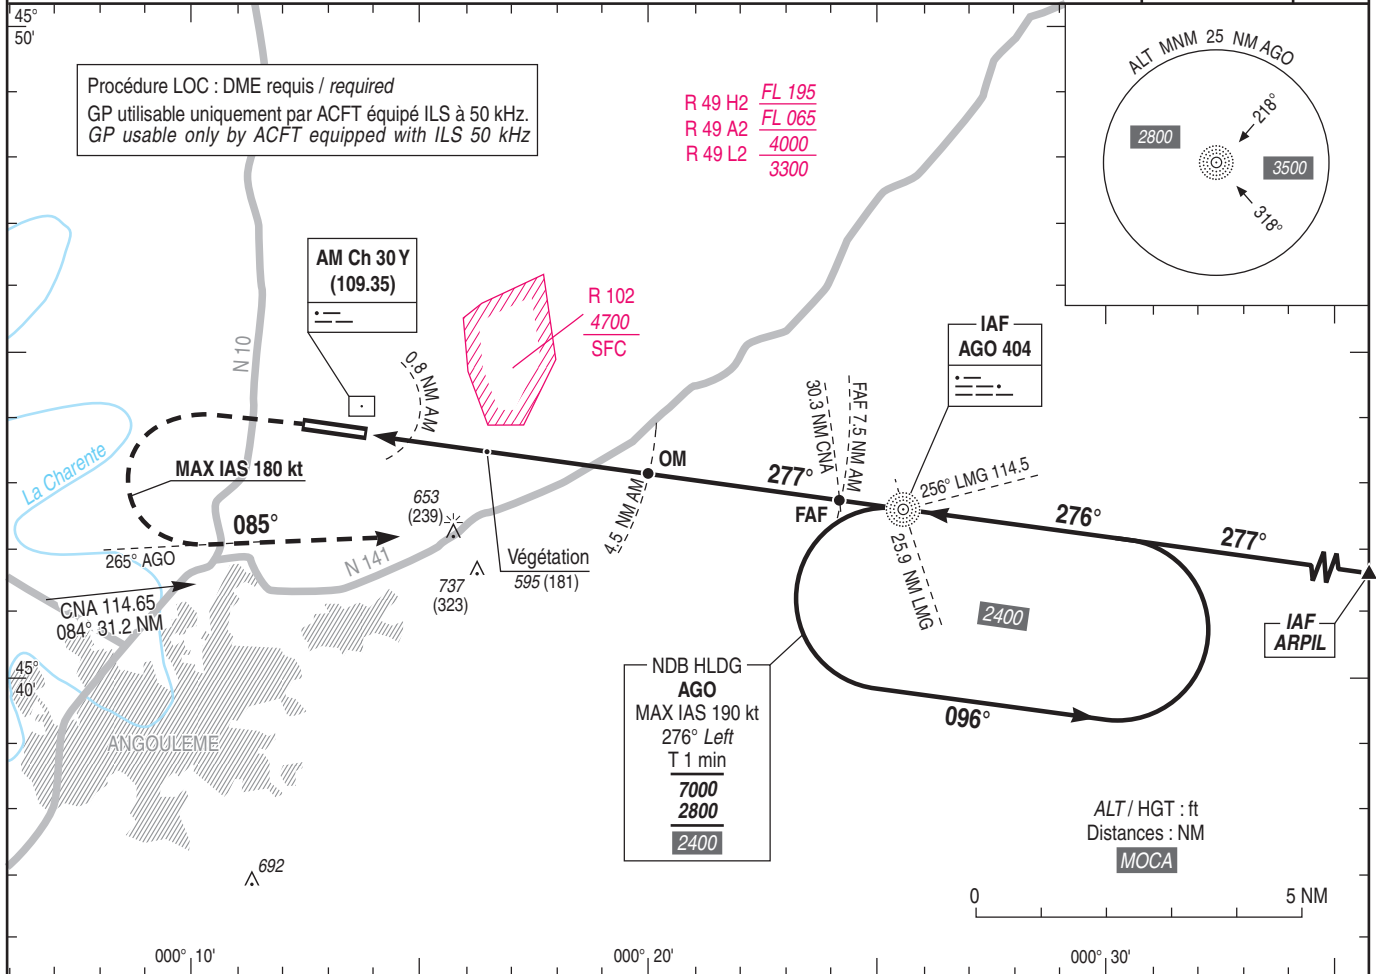 45°
50'
Procédure LOC : DME requis / required
GP utilisable uniquement par ACFT équipé ILS à 50 kHz.
GP usable only by ACFT equipped with ILS 50 kHz
R 49 H2 FL 195
R 49 A2 FL 065
R 49 L2 4000
3300
ALT MNM 25 NM AGO
218°
2800
3500
318°
AM Ch 30 Y
(109.35)
R 102
4700
SFC
IAF
AGO 404
N 10
0.8 NM AM
30.3 NM CNA
FAF 7.5 NM AM
La Charente
MAX IAS 180 kt
OM
277°
256° LMG 114.5
FAF
276°
277°
653
(239)
4.5 NM AM
085°
265° AGO
N 141
Végétation
595 (181)
25.9 NM LMG
737
(323)
CNA 114.65
084° 31.2 NM
2400
IAF
ARPIL
45°
40'
NDB HLDG
AGO
MAX IAS 190 kt
276° Left
T 1 min
7000
2800
2400
096°
ANGOULEME
ALT / HGT : ft
Distances : NM
MOCA
692
0 5 NM
000° 10'
000° 20'
000° 30'